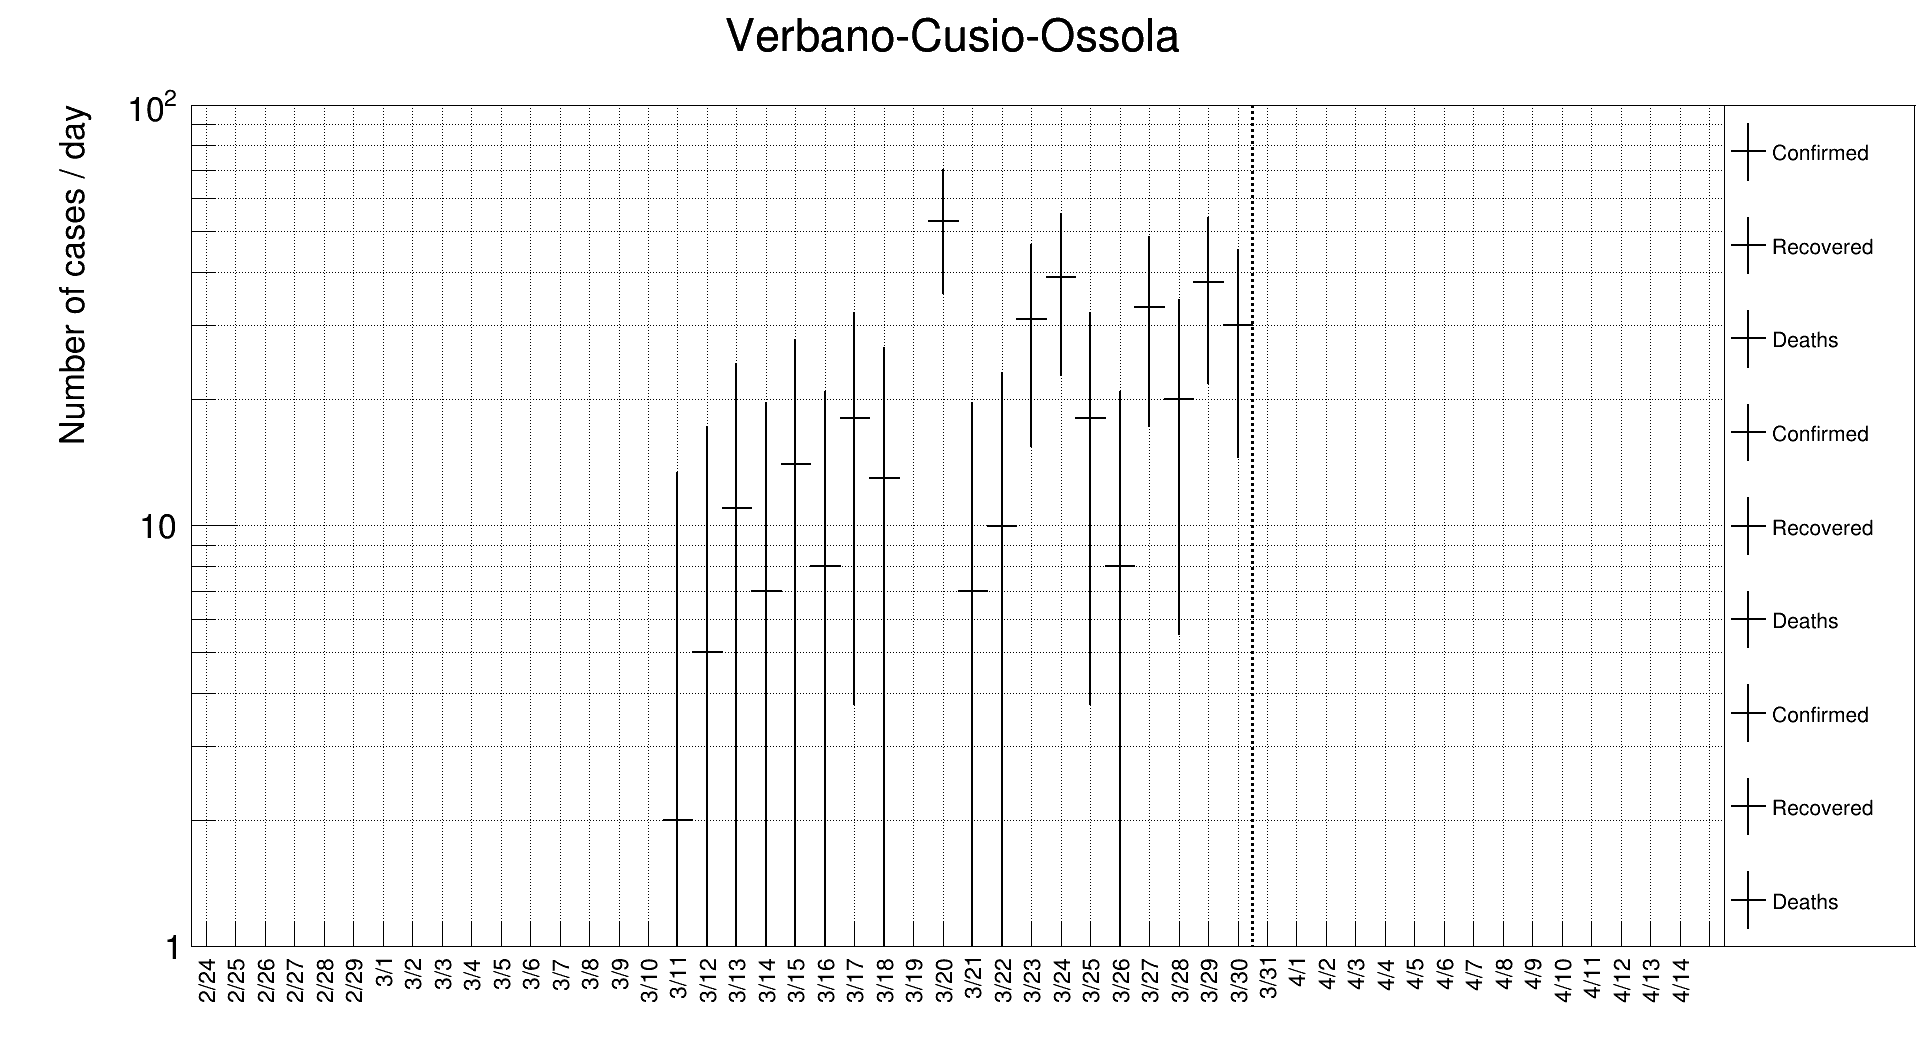 Verbano-Cusio-Ossola
Number of cases / day
10²
10
1
2/24 2/25 2/26 2/27 2/28 2/29 3/1 3/2 3/3 3/4 3/5 3/6 3/7 3/8 3/9 3/10 3/11 3/12 3/13 3/14 3/15 3/16 3/17 3/18 3/19 3/20 3/21 3/22 3/23 3/24 3/25 3/26 3/27 3/28 3/29 3/30 3/31 4/1 4/2 4/3 4/4 4/5 4/6 4/7 4/8 4/9 4/10 4/11 4/12 4/13 4/14
Confirmed
Recovered
Deaths
Confirmed
Recovered
Deaths
Confirmed
Recovered
Deaths